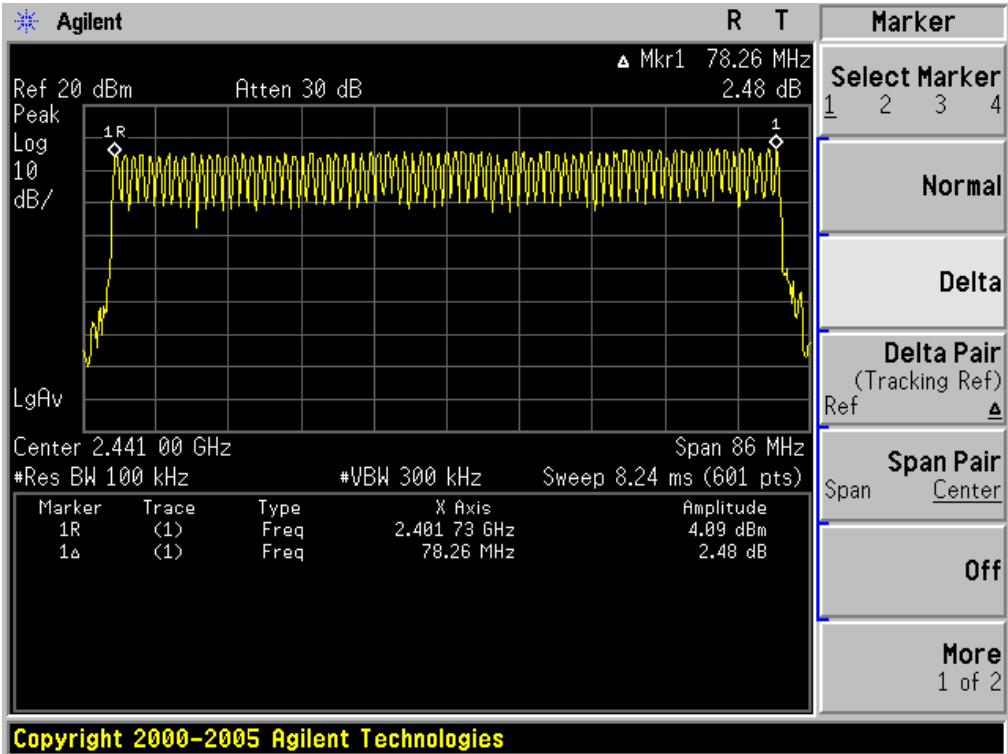 Agilent R T
Δ Mkr1 78.26 MHz
Ref 20 dBm Atten 30 dB 2.48 dB
Peak
Log
10
dB/
1R
1
LgAv
Center 2.441 00 GHz Span 86 MHz
#Res BW 100 kHz #VBW 300 kHz Sweep 8.24 ms (601 pts)
Marker Trace Type X Axis Amplitude
1R (1) Freq 2.401 73 GHz 4.09 dBm
1Δ (1) Freq 78.26 MHz 2.48 dB
Marker
Select Marker
1 2 3 4
Normal
Delta
Delta Pair
(Tracking Ref)
Ref Δ
Span Pair
Span Center
Off
More
1 of 2
Copyright 2000-2005 Agilent Technologies